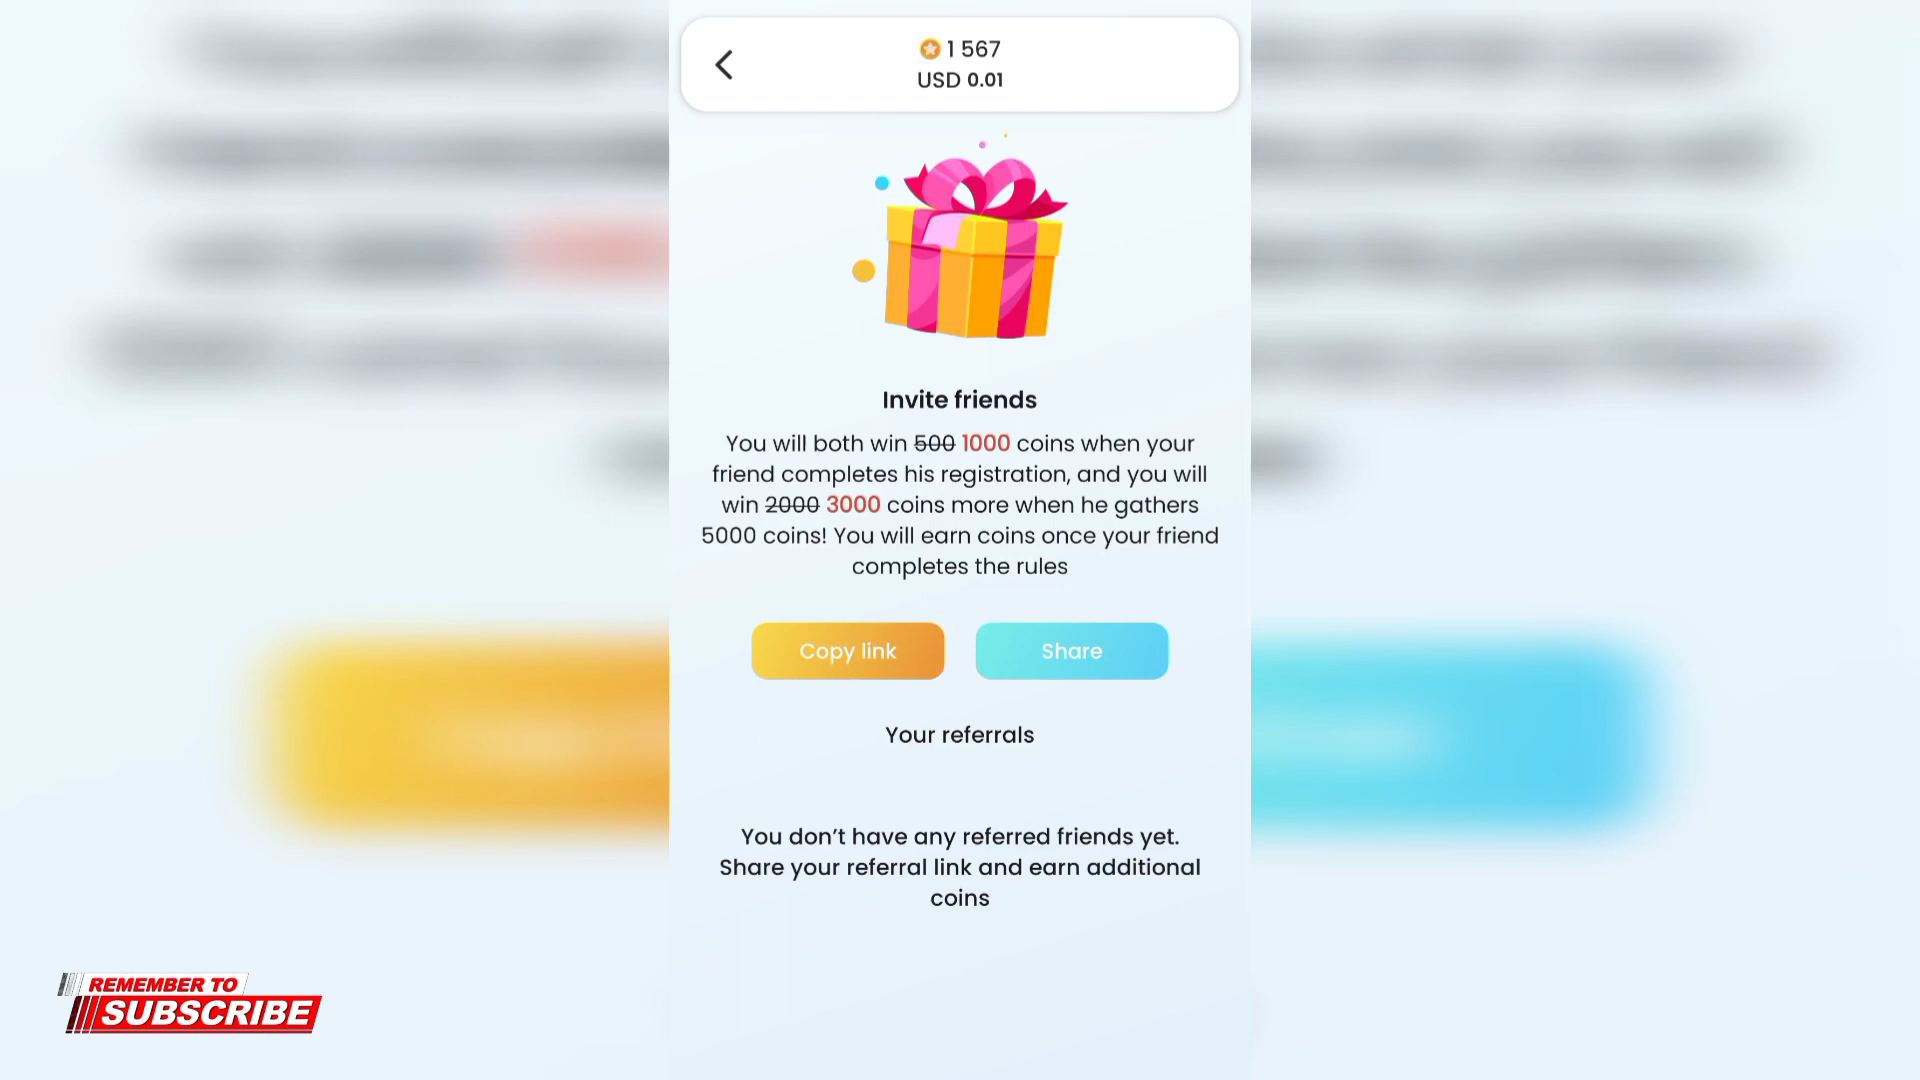 1 567
USD 0.01
Invite friends
You will both win 500 1000 coins when your
friend completes his registration, and you will
win 2000 3000 coins more when he gathers
5000 coins! You will earn coins once your friend
completes the rules
Copy link
Share
Your referrals
You don’t have any referred friends yet.
Share your referral link and earn additional
coins
REMEMBER TO
SUBSCRIBE